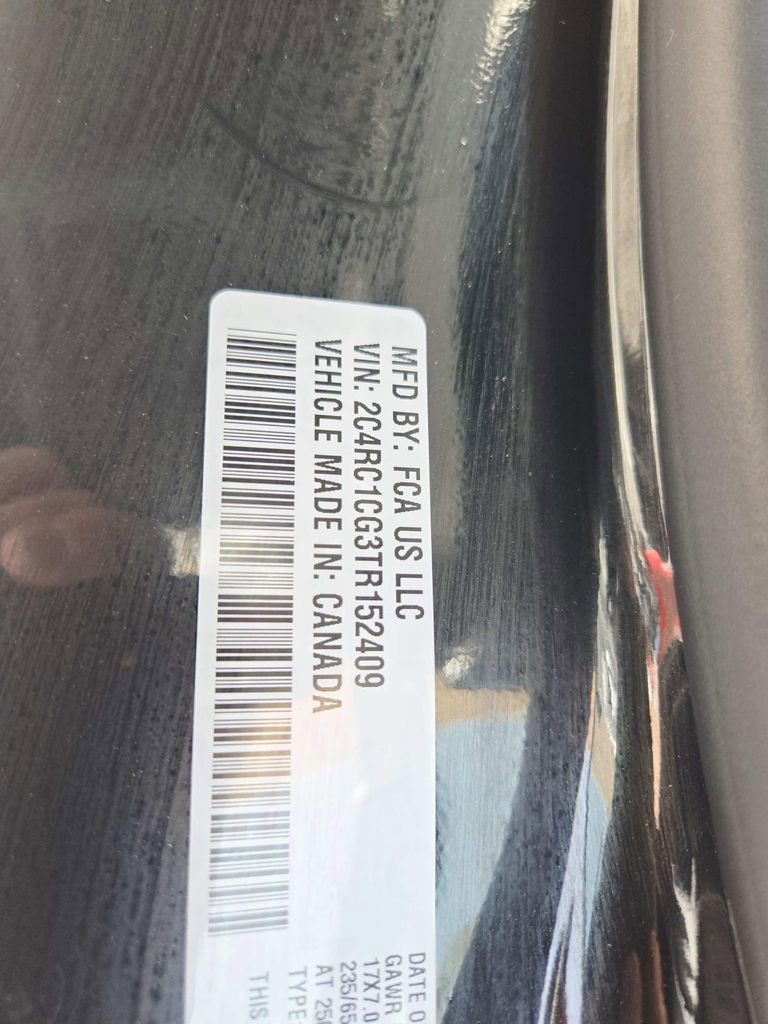 MFD BY: FCA US LLC
VIN: 2C4RC1CG3TR152409
VEHICLE MADE IN: CANADA
DATE O
GAWR
17X7.0
235/65
AT 250
TYPE:
THIS